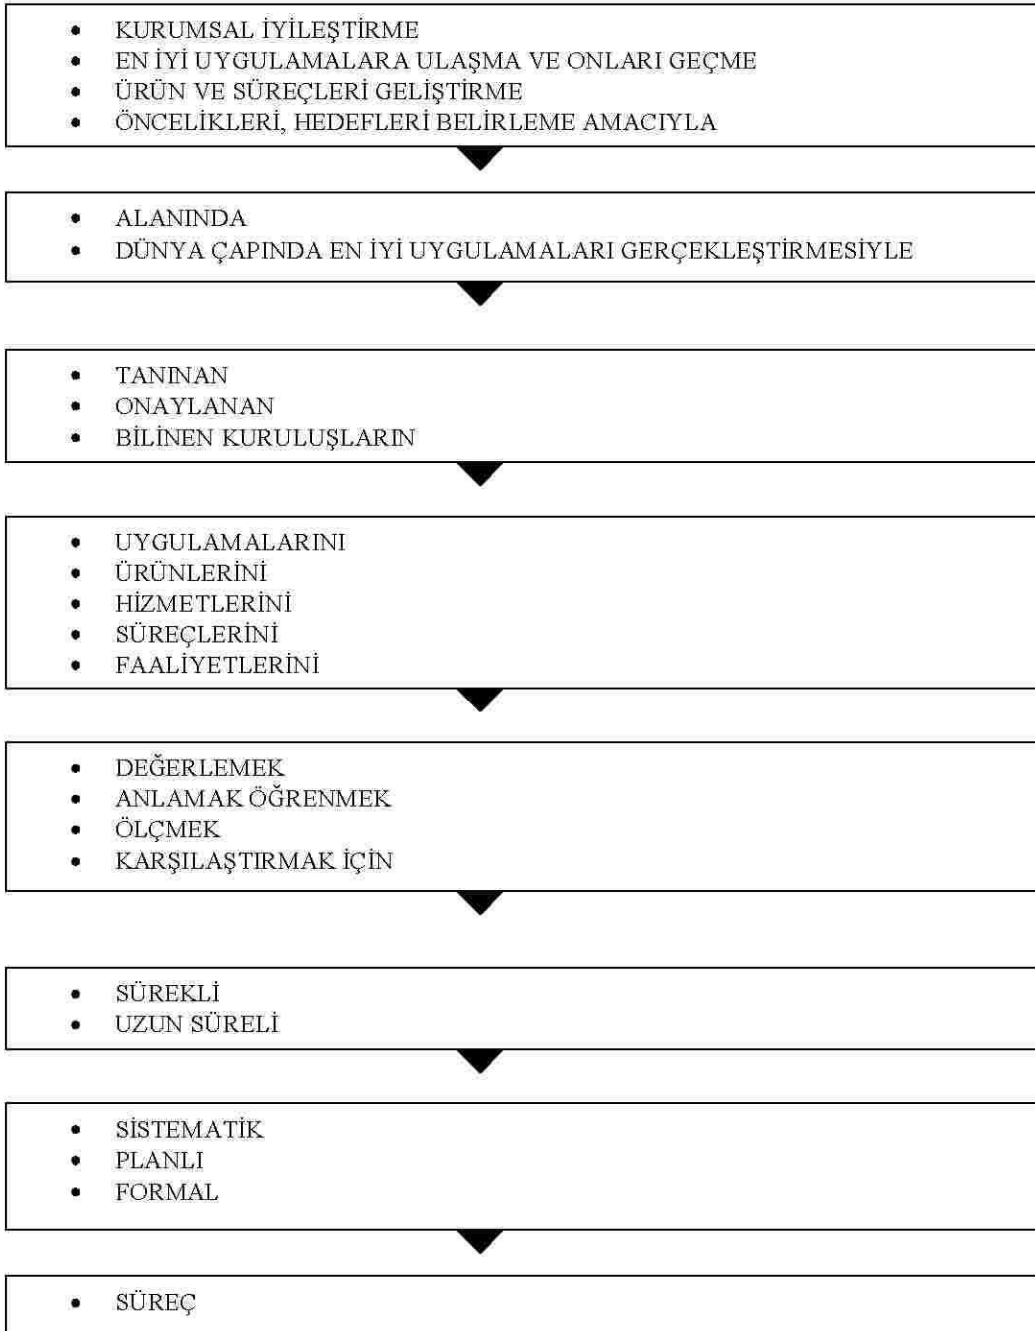 • KURUMSAL İYİLEŞTİRME
• EN İYİ UYGULAMALARA ULAŞMA VE ONLARI GEÇME
• ÜRÜN VE SÜREÇLERİ GELİŞTİRME
• ÖNCELİKLERİ, HEDEFLERİ BELİRLEME AMACIYLA
• ALANINDA
• DÜNYA ÇAPINDA EN İYİ UYGULAMALARI GERÇEKLEŞTİRMESİYLE
• TANINAN
• ONAYLANAN
• BİLİNEN KURULUŞLARIN
• UYGULAMALARINI
• ÜRÜNLERİNİ
• HİZMETLERİNİ
• SÜREÇLERİNİ
• FAALİYETLERİNİ
• DEĞERLEMEK
• ANLAMAK ÖĞRENMEK
• ÖLÇMEK
• KARŞILAŞTIRMAK İÇİN
• SÜREKLİ
• UZUN SÜRELİ
• SİSTEMATİK
• PLANLI
• FORMAL
• SÜREÇ